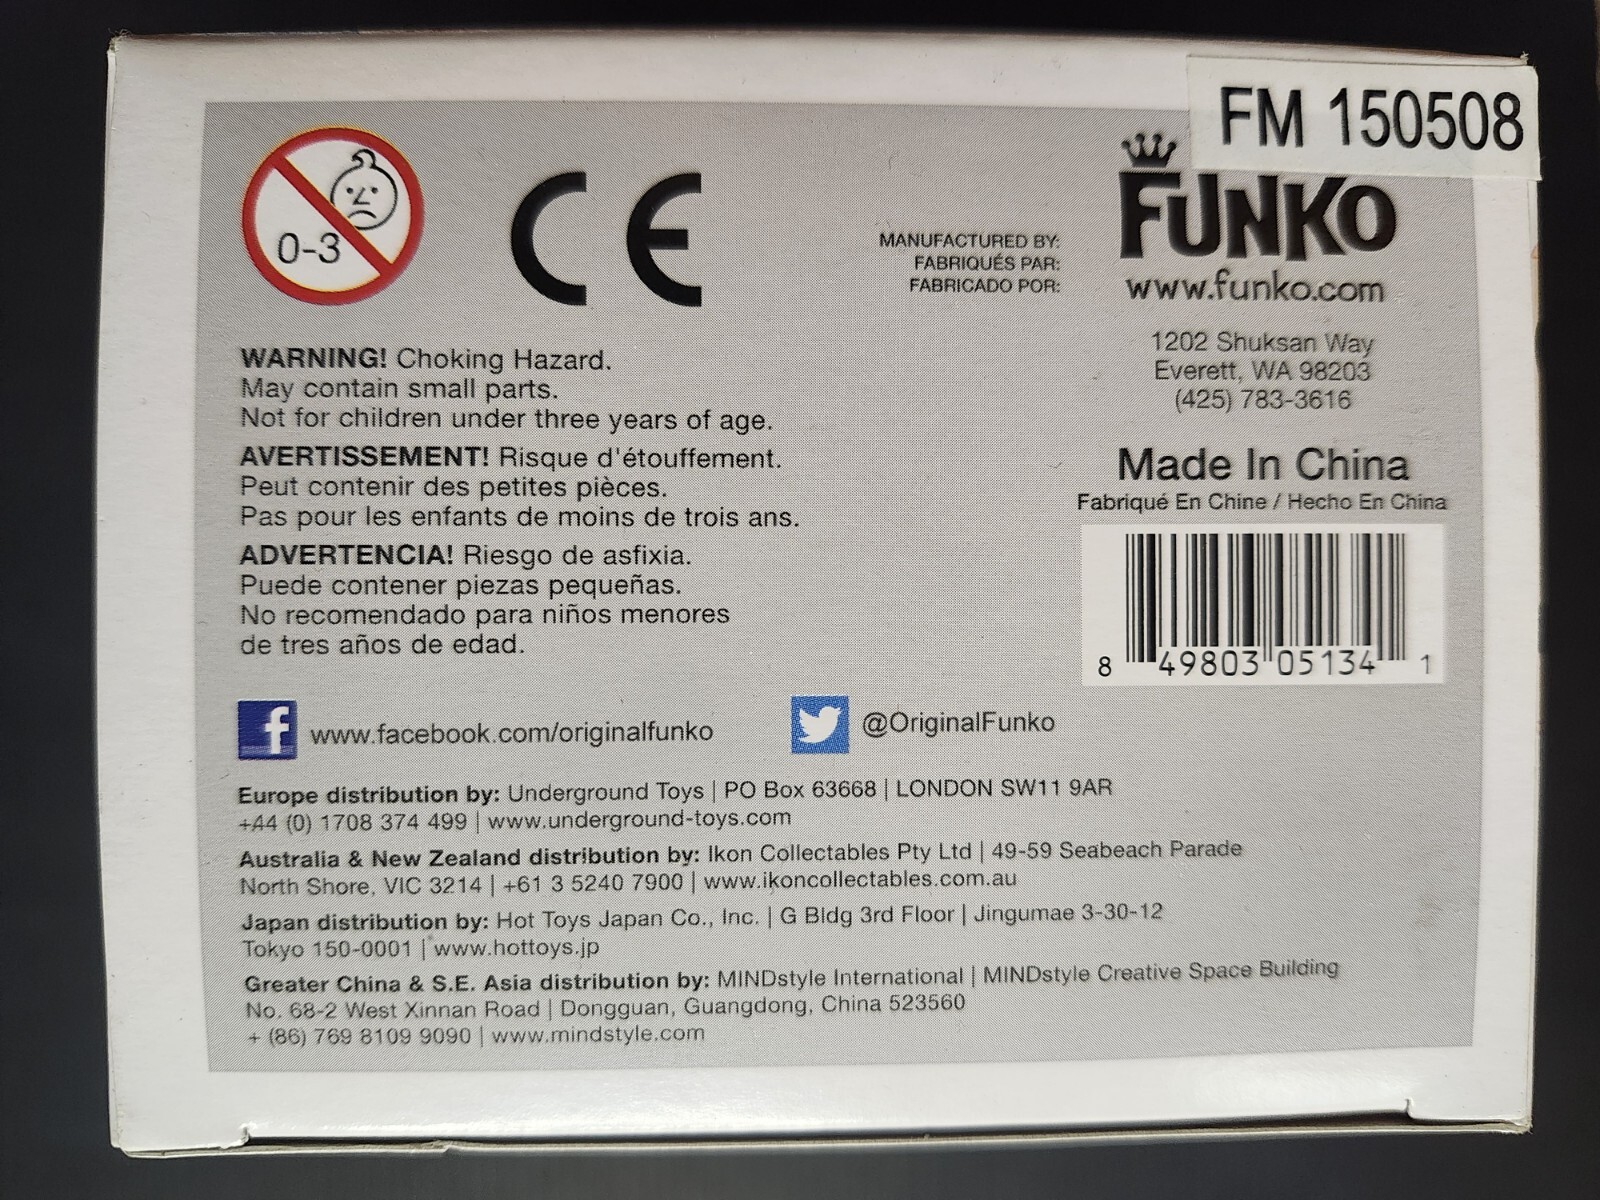 FM 150508
0-3
CE
MANUFACTURED BY:
FABRIQUÉS PAR:
FABRICADO POR:
FUNKO
www.funko.com
1202 Shuksan Way
Everett, WA 98203
(425) 783-3616
WARNING! Choking Hazard.
May contain small parts.
Not for children under three years of age.
AVERTISSEMENT! Risque d'étouffement.
Peut contenir des petites pièces.
Pas pour les enfants de moins de trois ans.
ADVERTENCIA! Riesgo de asfixia.
Puede contener piezas pequeñas.
No recomendado para niños menores
de tres años de edad.
Made In China
Fabriqué En Chine / Hecho En China
8 49803 05134 1
f www.facebook.com/originalfunko
@OriginalFunko
Europe distribution by: Underground Toys | PO Box 63668 | LONDON SW11 9AR
+44 (0) 1708 374 499 | www.underground-toys.com
Australia & New Zealand distribution by: Ikon Collectables Pty Ltd | 49-59 Seabeach Parade
North Shore, VIC 3214 | +61 3 5240 7900 | www.ikoncollectables.com.au
Japan distribution by: Hot Toys Japan Co., Inc. | G Bldg 3rd Floor | Jingumae 3-30-12
Tokyo 150-0001 | www.hottoys.jp
Greater China & S.E. Asia distribution by: MINDstyle International | MINDstyle Creative Space Building
No. 68-2 West Xinnan Road | Dongguan, Guangdong, China 523560
+ (86) 769 8109 9090 | www.mindstyle.com